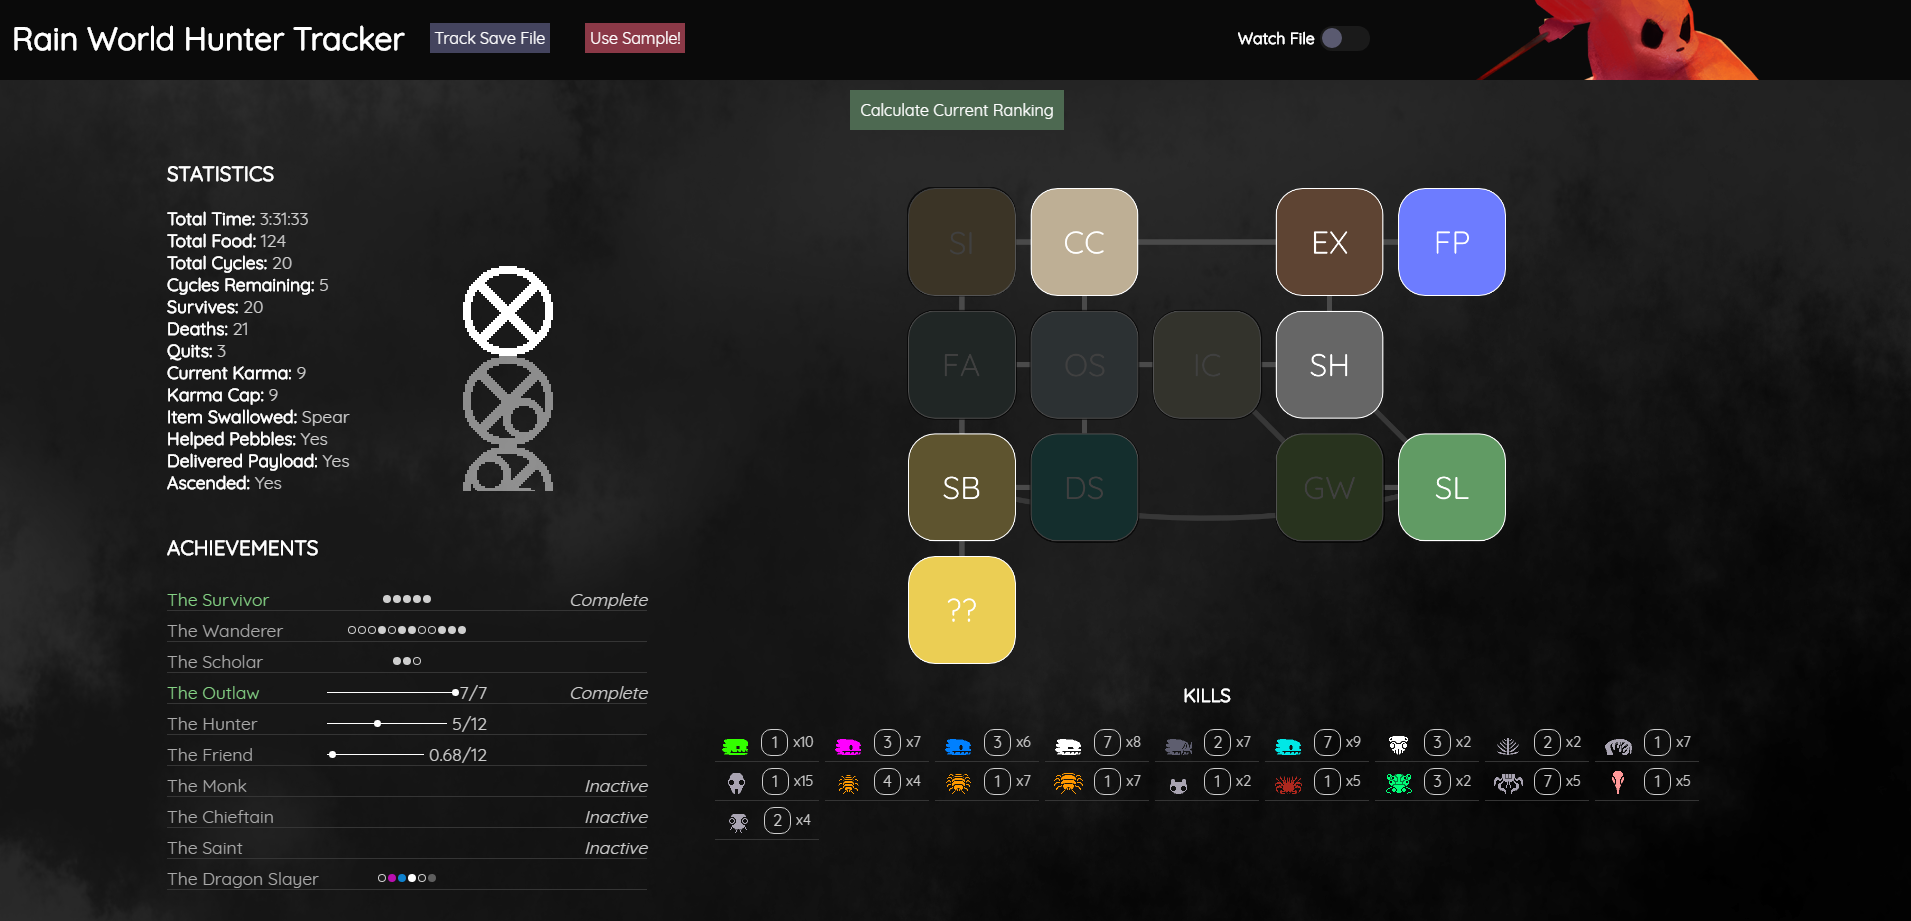 Rain World Hunter Tracker
Track Save File
Use Sample!
Watch File
Calculate Current Ranking
STATISTICS
Total Time: 3:31:33
Total Food: 124
Total Cycles: 20
Cycles Remaining: 5
Survives: 20
Deaths: 21
Quits: 3
Current Karma: 9
Karma Cap: 9
Item Swallowed: Spear
Helped Pebbles: Yes
Delivered Payload: Yes
Ascended: Yes
ACHIEVEMENTS
The Survivor Complete
The Wanderer
The Scholar
The Outlaw 7/7 Complete
The Hunter 5/12
The Friend 0.68/12
The Monk Inactive
The Chieftain Inactive
The Saint Inactive
The Dragon Slayer
SI CC EX FP
FA OS IC SH
SB DS GW SL
??
KILLS
1 x10 3 x7 3 x6 7 x8 2 x7 7 x9 3 x2 2 x2 1 x7
1 x15 4 x4 1 x7 1 x7 1 x2 1 x5 3 x2 7 x5 1 x5
2 x4